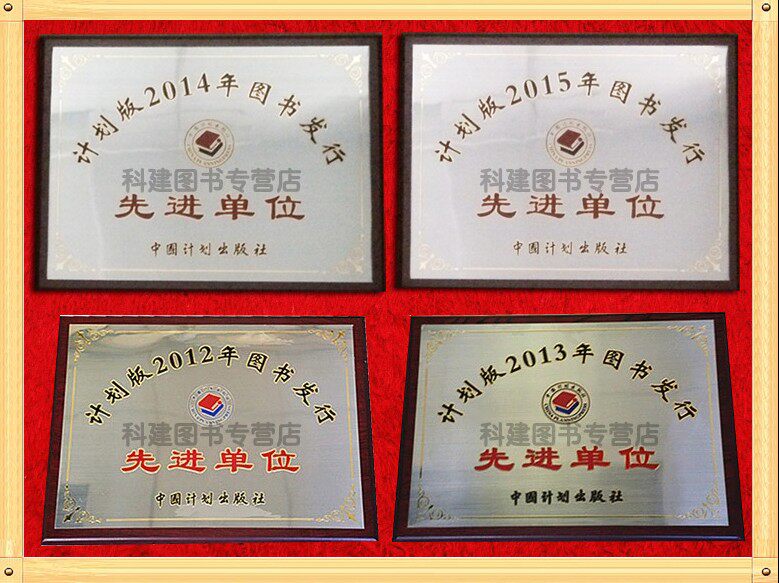 计划版2014年图书发行
科建图书专营店
先进单位
中国计划出版社
计划版2015年图书发行
科建图书专营店
先进单位
中国计划出版社
计划版2012年图书发行
科建图书专营店
先进单位
中国计划出版社
计划版2013年图书发行
科建图书专营店
先进单位
中国计划出版社